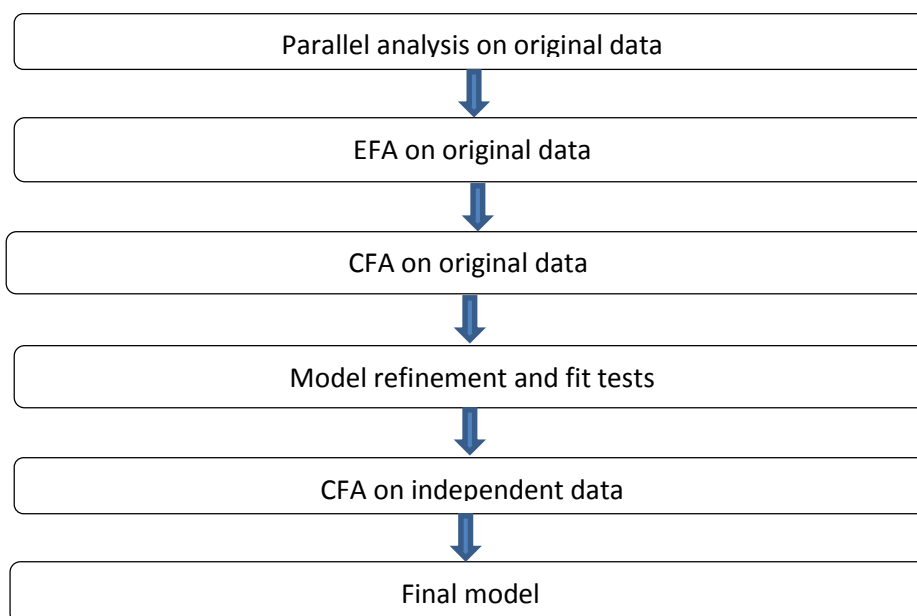 Parallel analysis on original data
EFA on original data
CFA on original data
Model refinement and fit tests
CFA on independent data
Final model